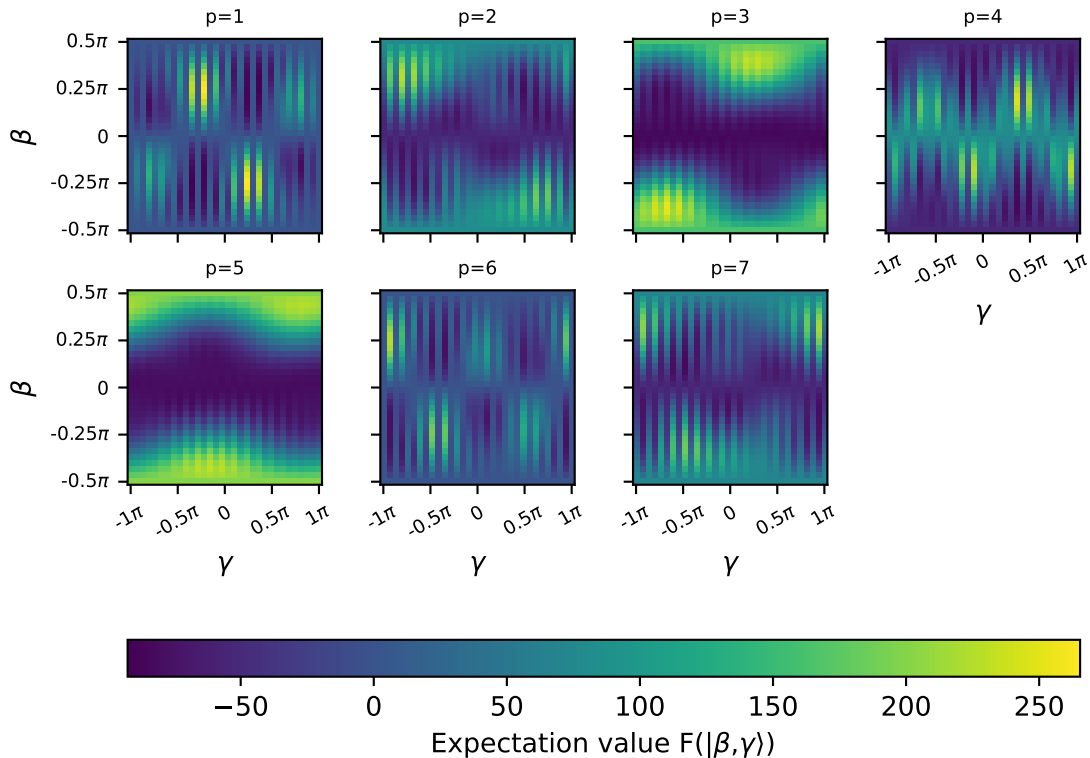 p=1
p=2
p=3
p=4
0.5π
0.25π
0
-0.25π
-0.5π
β
-1π
-0.5π
0
0.5π
1π
γ
p=5
p=6
p=7
0.5π
0.25π
0
-0.25π
-0.5π
β
-1π
-0.5π
0
0.5π
1π
-1π
-0.5π
0
0.5π
1π
-1π
-0.5π
0
0.5π
1π
γ
γ
γ
−50
0
50
100
150
200
250
Expectation value F(|β,γ⟩)